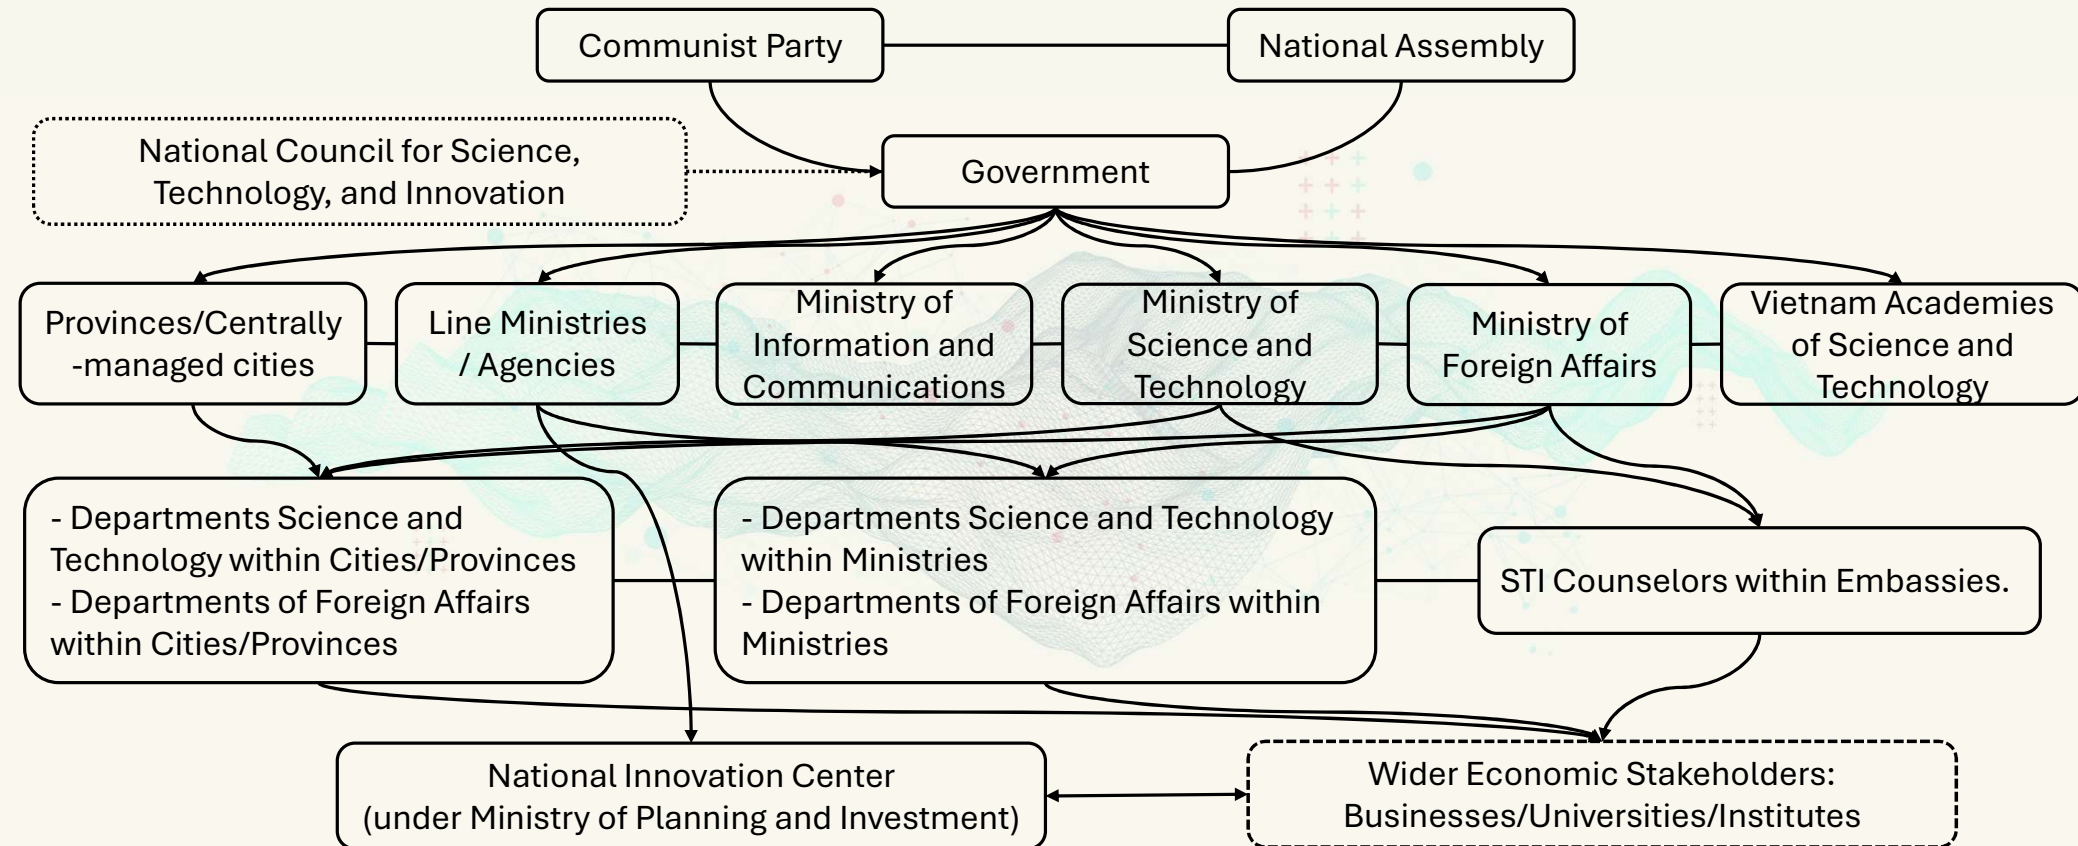 Communist Party
National Assembly
National Council for Science,
Technology, and Innovation
Government
Provinces/Centrally
-managed cities
Line Ministries
/ Agencies
Ministry of
Information and
Communications
Ministry of
Science and
Technology
Ministry of
Foreign Affairs
Vietnam Academies
of Science and
Technology
- Departments Science and
Technology within Cities/Provinces
- Departments of Foreign Affairs
within Cities/Provinces
- Departments Science and Technology
within Ministries
- Departments of Foreign Affairs within
Ministries
STI Counselors within Embassies.
National Innovation Center
(under Ministry of Planning and Investment)
Wider Economic Stakeholders:
Businesses/Universities/Institutes